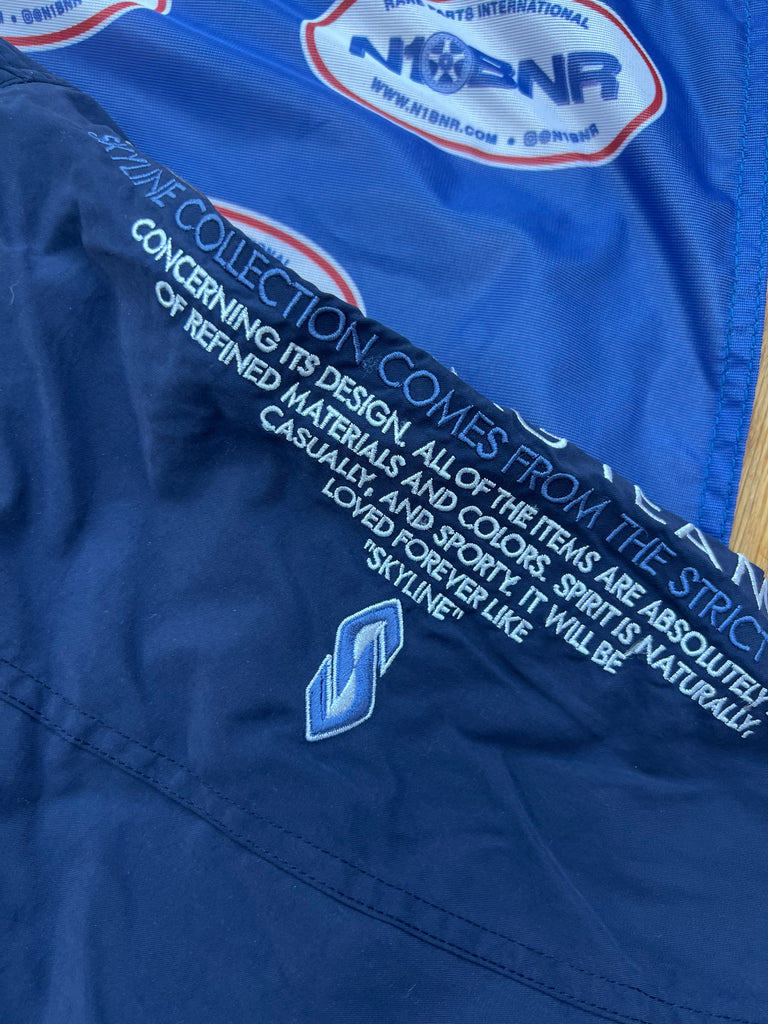 • @@N1BNR
RARE PARTS INTERNATIONAL
N1BNR
WWW.N1BNR.COM • @@N1BNR
SKYLINE COLLECTION COMES FROM THE STRICT
CONCERNING ITS DESIGN. ALL OF THE ITEMS ARE ABSOLUTELY
OF REFINED MATERIALS AND COLORS. SPIRIT IS NATURALLY,
CASUALLY, AND SPORTY. IT WILL BE
LOVED FOREVER LIKE
"SKYLINE"